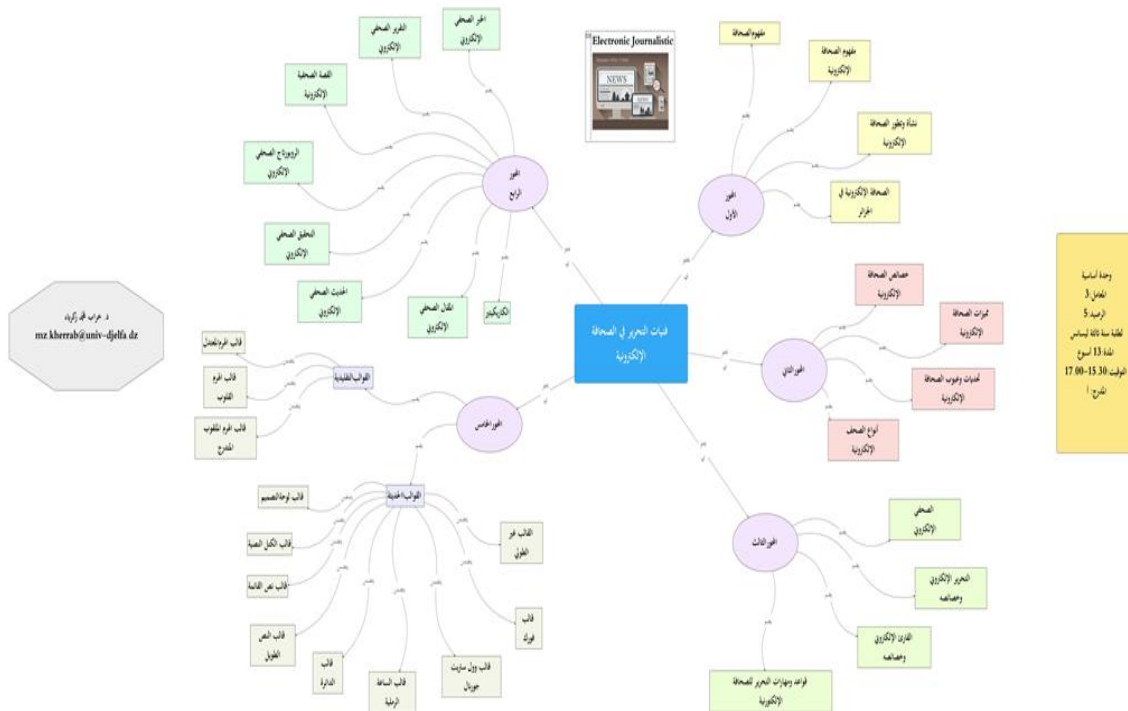 Electronic Journalistic
NEWS
فنيات التحرير في الصحافة
الإلكترونية
المحور
الأول
مفهوم الصحافة
مفهوم الصحافة
الإلكترونية
نشأة وتطور الصحافة
الإلكترونية
الصحافة الإلكترونية في
الجزائر
المحور الثاني
خصائص الصحافة
الإلكترونية
مميزات الصحافة
الإلكترونية
تحديات وعيوب الصحافة
الإلكترونية
أنواع الصحف
الإلكترونية
المحور الثالث
الصحفي
الإلكتروني
التحرير الإلكتروني
وخصائصه
القارئ الإلكتروني
وخصائصه
قواعد ومهارات التحرير للصحافة
الإلكترونية
المحور
الرابع
الخبر الصحفي
الإلكتروني
التقرير الصحفي
الإلكتروني
القصة الصحفية
الإلكترونية
الروبورتاج الصحفي
الإلكتروني
التحقيق الصحفي
الإلكتروني
الحديث الصحفي
الإلكتروني
المقال الصحفي
الإلكتروني
الكاريكاتير
المحور الخامس
القوالب التقليدية
قالب الهرم المعتدل
قالب الهرم
المقلوب
قالب الهرم المقلوب
المتدرج
القوالب الحديثة
قالب لوحة التصميم
قالب الكتل النصية
قالب نص القائمة
قالب النص
الطويل
قالب
الدائرة
قالب الساعة
الرملية
قالب وول ستريت
جورنال
قالب
فورك
القالب غير
الطولي
وحدة أساسية
المعامل: 3
الرصيد: 5
لطلبة سنة ثالثة ليسانس
المدة: 13 أسبوع
التوقيت: 15.30-17.00
المدرج: أ
د. خراب محمد زكرياء
mz.kherrab@univ-djelfa.dz